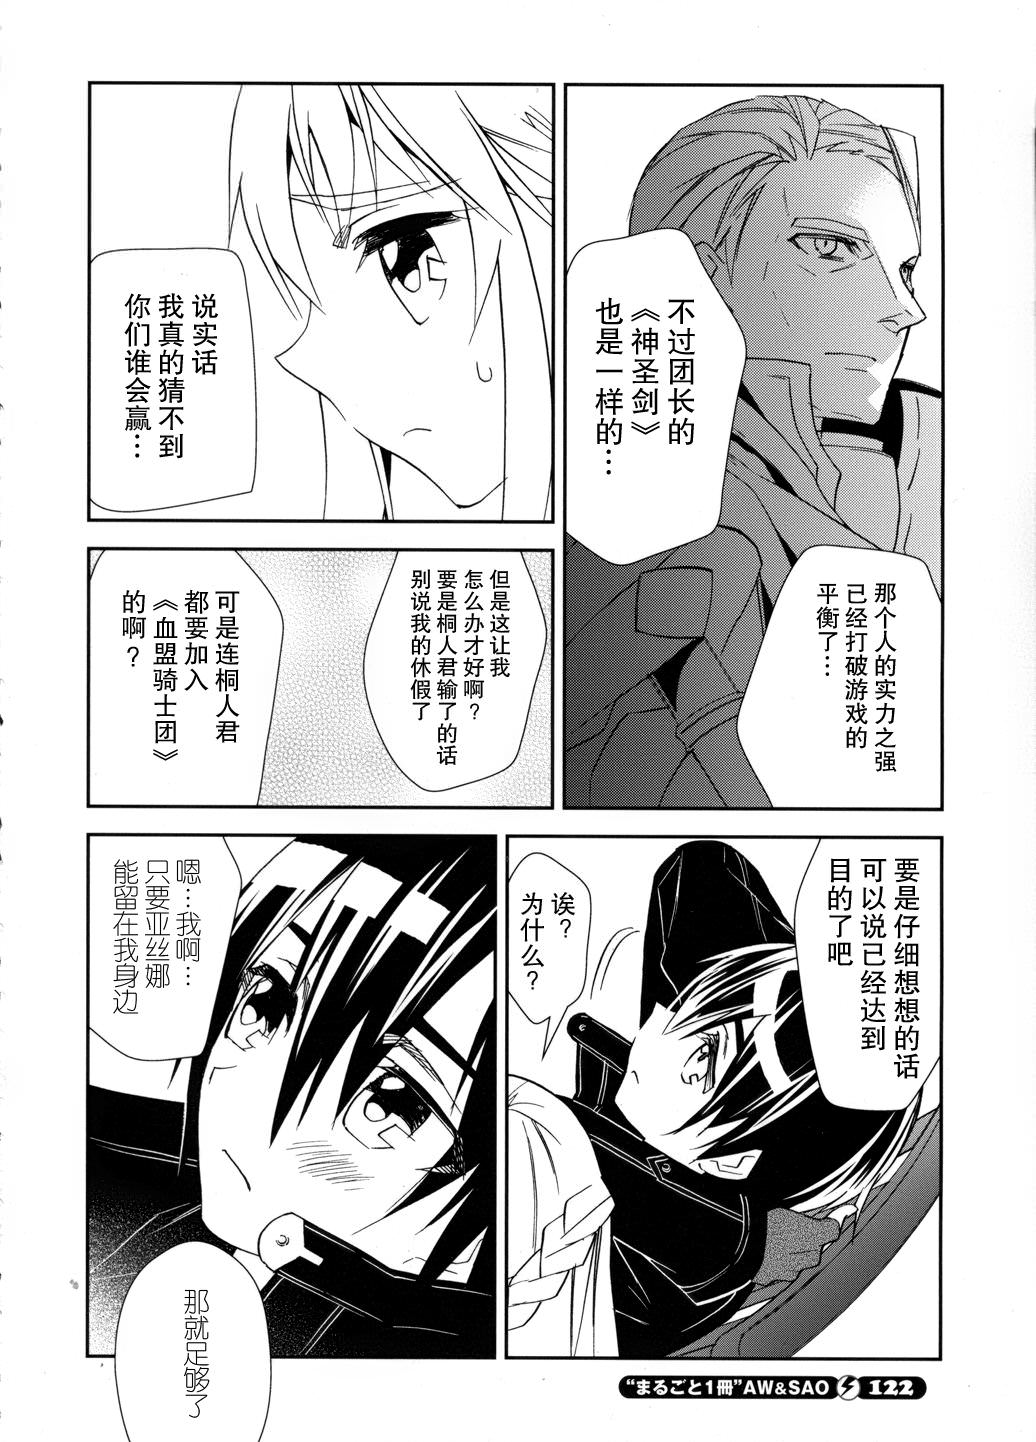 不过团长的
《神圣剑》
也是一样的…
那个人的实力之强
已经打破游戏的
平衡了…
说实话
我真的猜不到
你们谁会赢…
但是这让我
怎么办才好啊?
要是桐人君输了的话
别说我的休假了
可是连桐人君
都要加入
《血盟骑士团》
的啊?
要是仔细想想的话
可以说已经达到
目的了吧
诶?
为什么?
嗯…我啊…
只要亚丝娜
能留在我身边
那就足够了
"まるごと1冊"AW&SAO 122